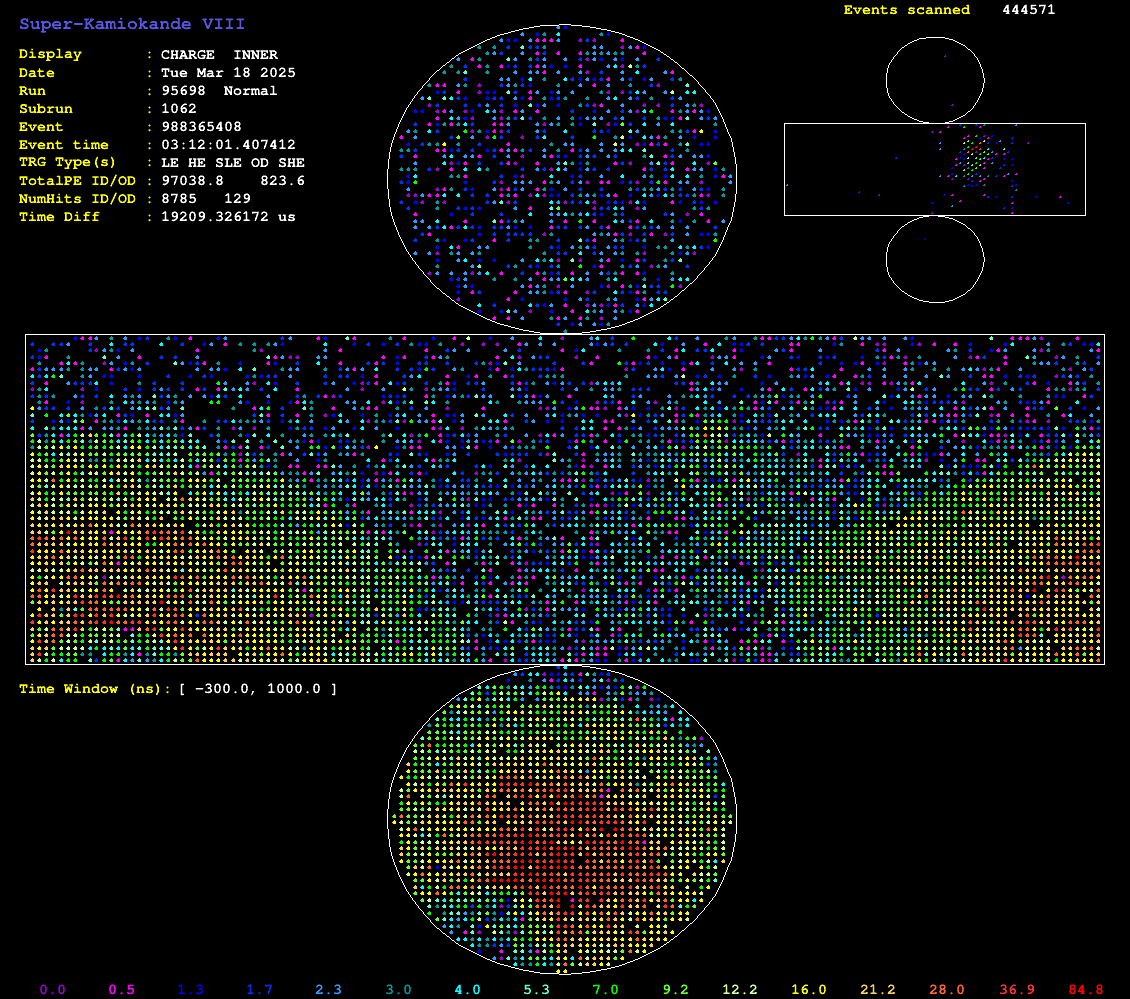 Super-Kamiokande VIII
Events scanned 444571
Display : CHARGE INNER
Date : Tue Mar 18 2025
Run : 95698 Normal
Subrun : 1062
Event : 988365408
Event time : 03:12:01.407412
TRG Type(s) : LE HE SLE OD SHE
TotalPE ID/OD : 97038.8 823.6
NumHits ID/OD : 8785 129
Time Diff : 19209.326172 us
Time Window (ns): [ -300.0, 1000.0 ]
0.0 0.5 1.3 1.7 2.3 3.0 4.0 5.3 7.0 9.2 12.2 16.0 21.2 28.0 36.9 84.8